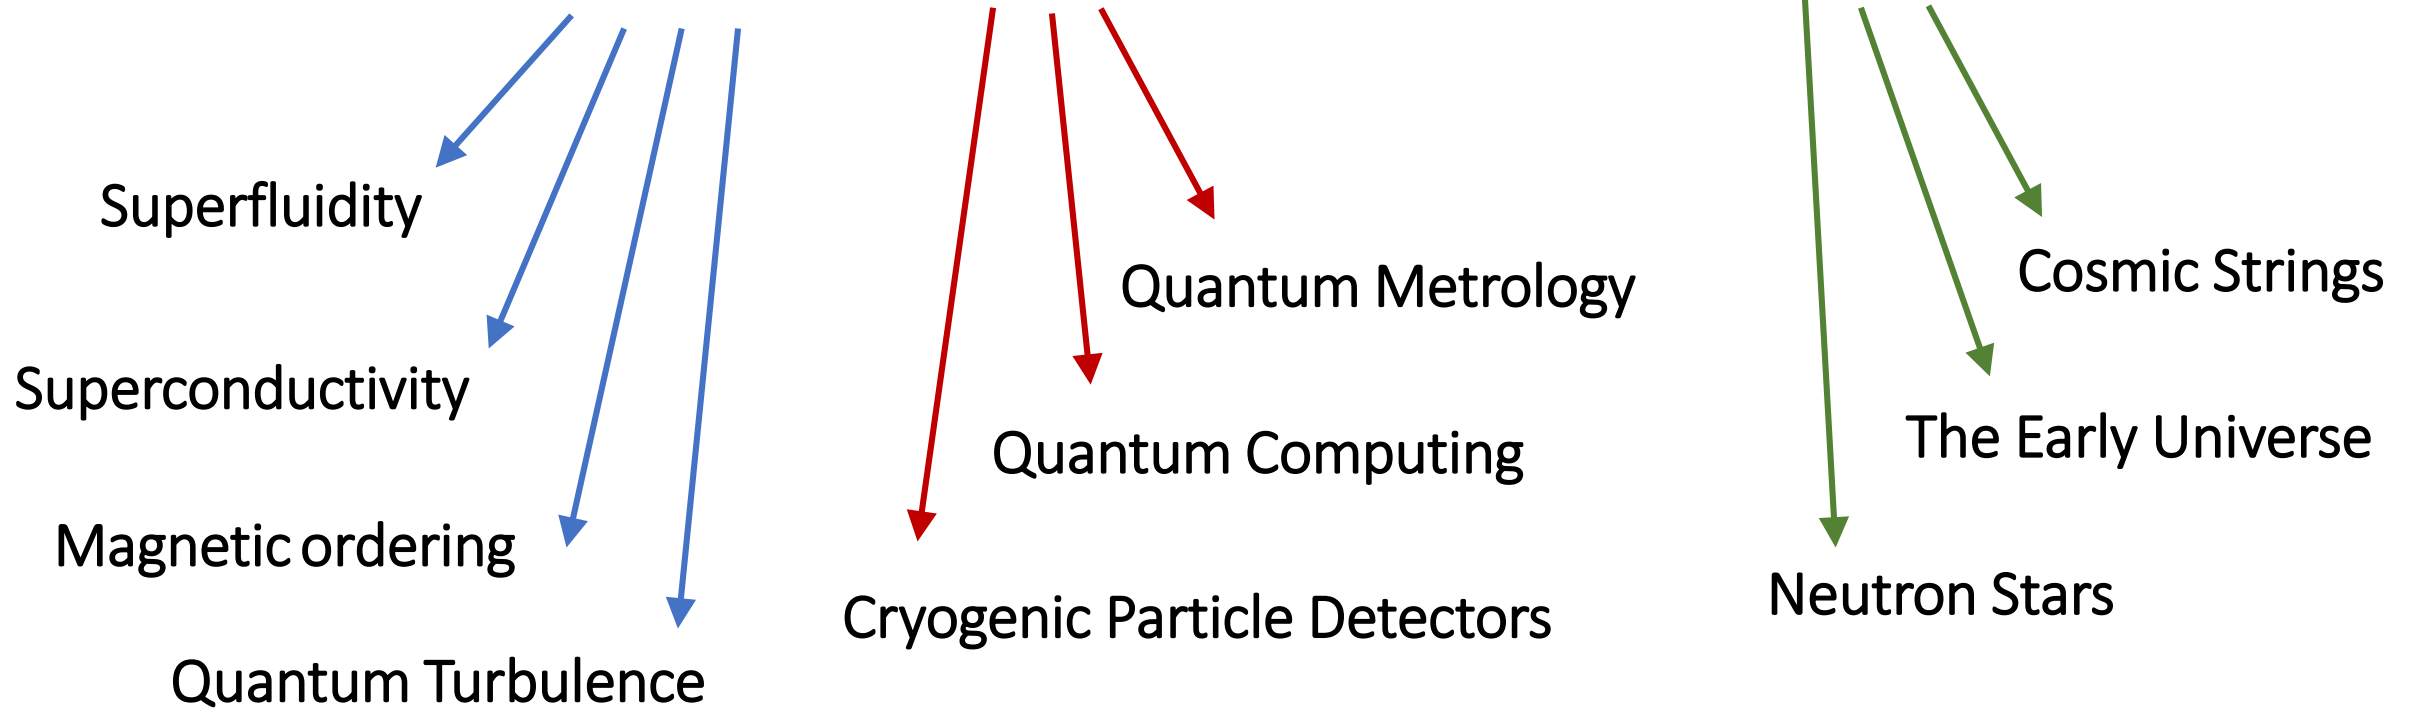 Superfluidity
Superconductivity
Magnetic ordering
Quantum Turbulence
Quantum Metrology
Quantum Computing
Cryogenic Particle Detectors
Cosmic Strings
The Early Universe
Neutron Stars